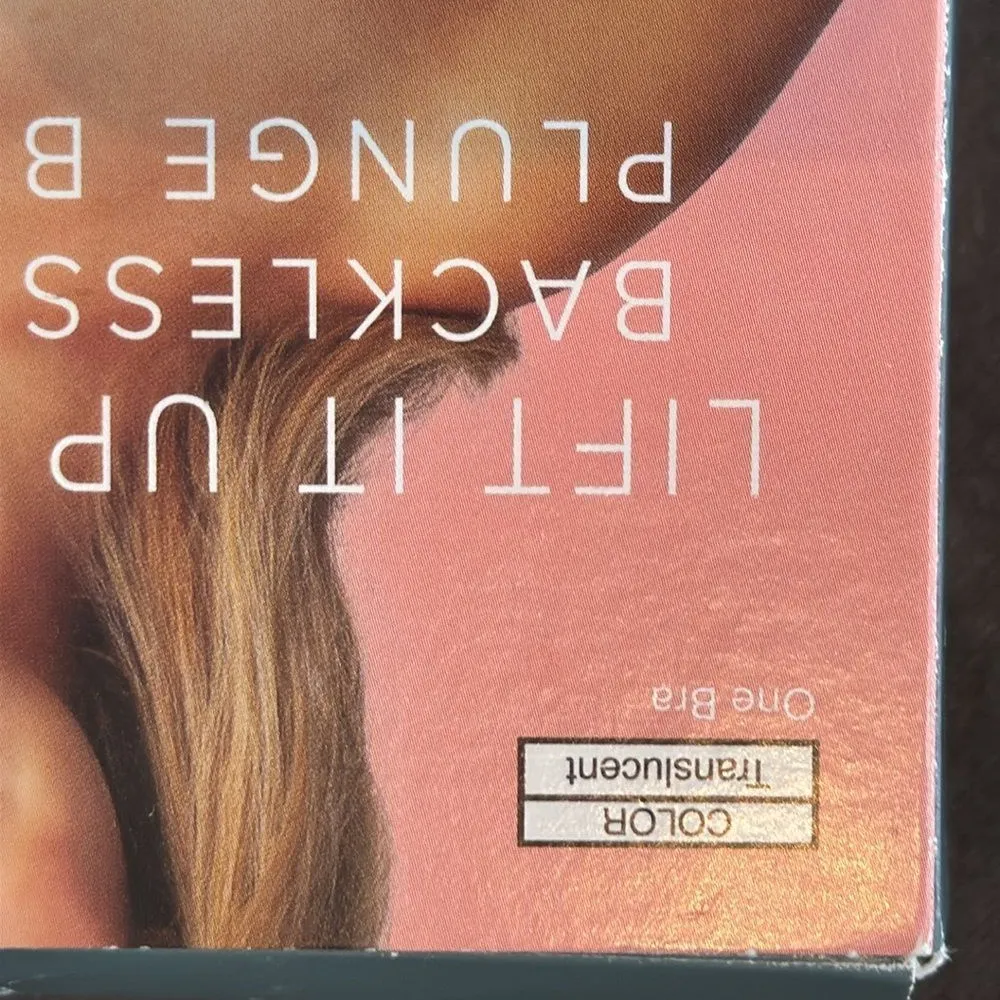 COLOR
Translucent
One Bra
LIFT IT UP
BACKLESS
PLUNGE B